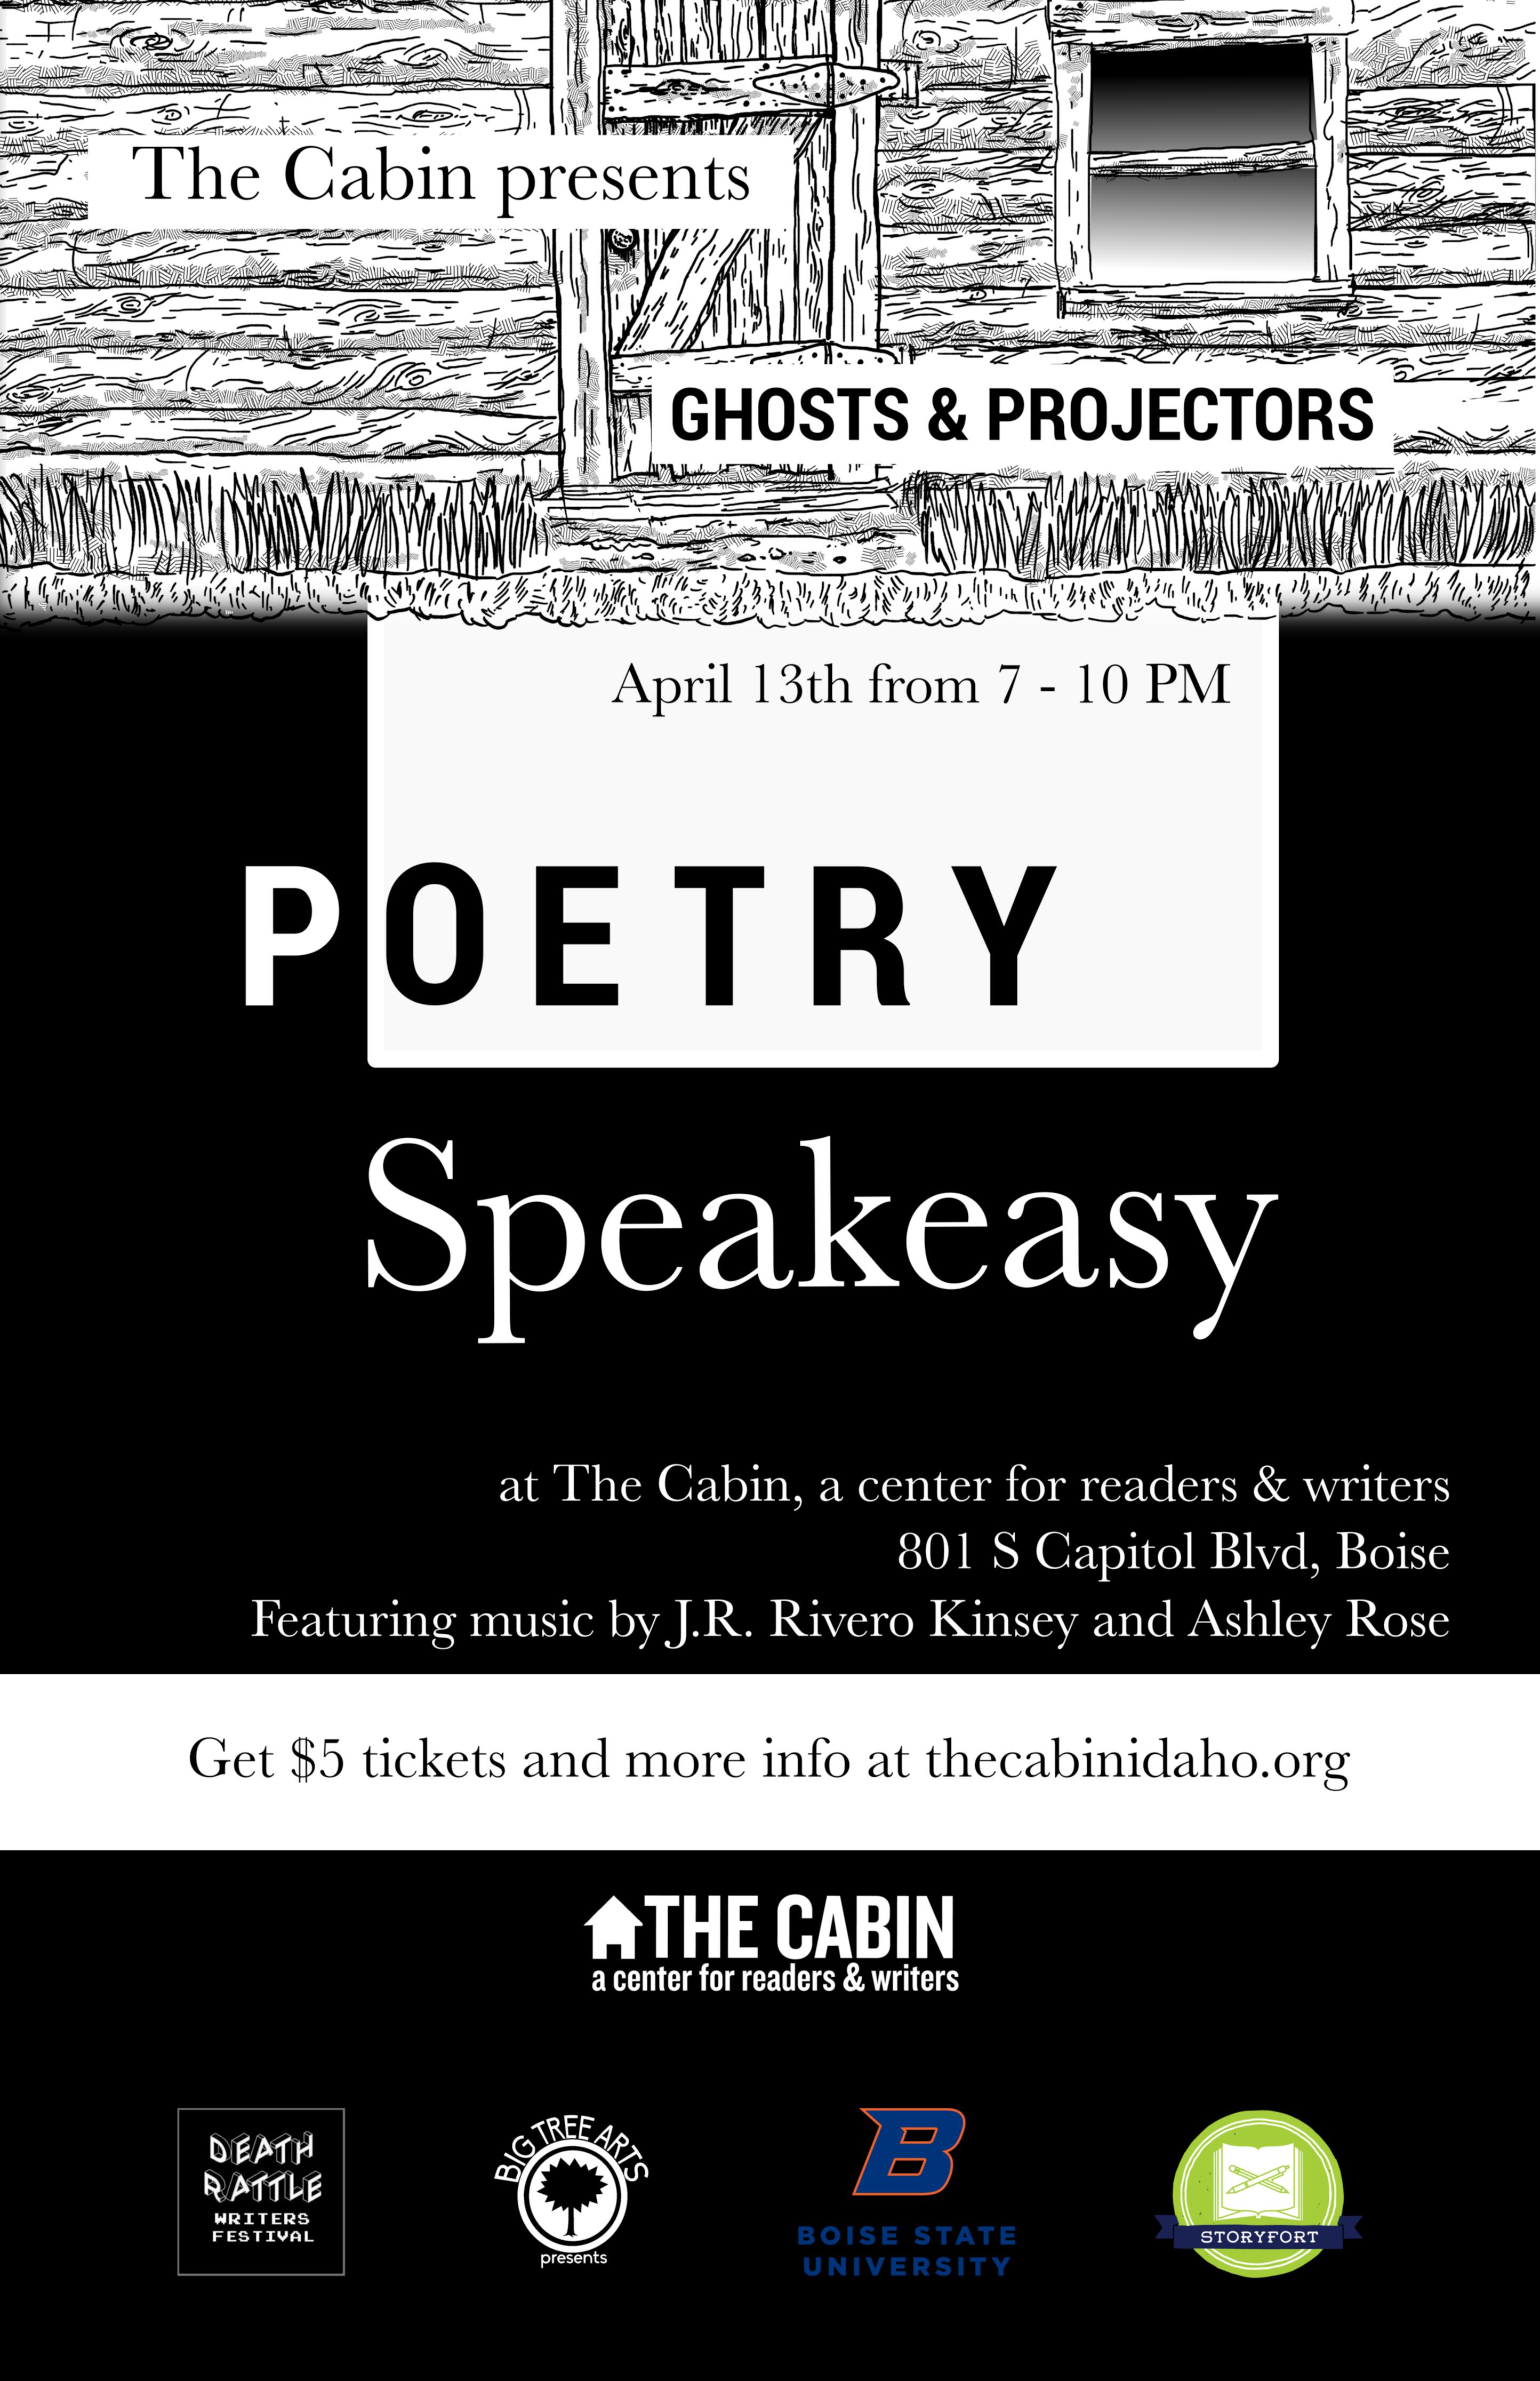 The Cabin presents
GHOSTS & PROJECTORS
April 13th from 7 - 10 PM
POETRY
Speakeasy
at The Cabin, a center for readers & writers
801 S Capitol Blvd, Boise
Featuring music by J.R. Rivero Kinsey and Ashley Rose
Get $5 tickets and more info at thecabinidaho.org
THE CABIN
a center for readers & writers
DEATH
RATTLE
WRITERS
FESTIVAL
BIG TREE ARTS
presents
B
BOISE STATE
UNIVERSITY
STORYFORT